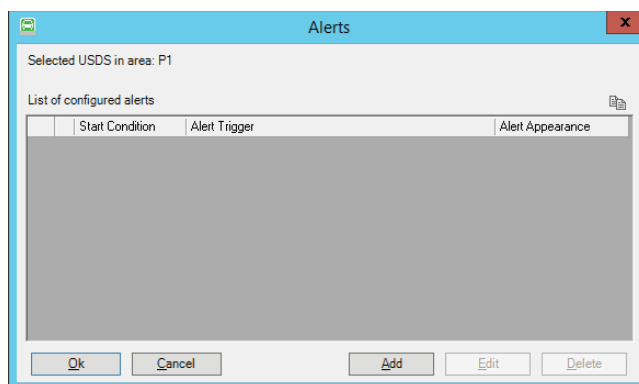 Alerts
x
Selected USDS in area: P1
List of configured alerts
Start Condition Alert Trigger Alert Appearance
Ok Cancel Add Edit Delete